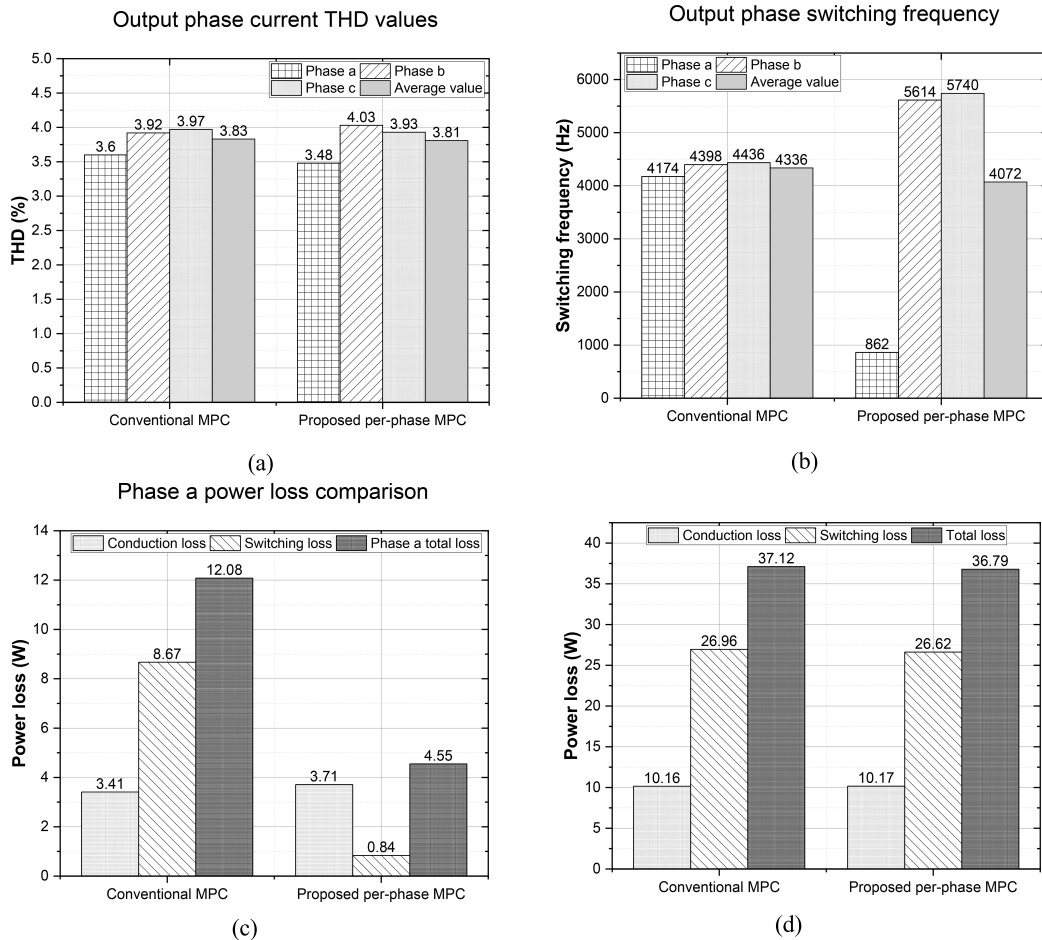 Output phase current THD values
5.0
4.5
4.0
3.5
3.0
2.5
2.0
1.5
1.0
0.5
0.0
THD (%)
Phase a
Phase b
Phase c
Average value
3.6
3.92
3.97
3.83
3.48
4.03
3.93
3.81
Conventional MPC
Proposed per-phase MPC
(a)
Output phase switching frequency
6000
5000
4000
3000
2000
1000
0
Switching frequency (Hz)
Phase a
Phase b
Phase c
Average value
4174
4398
4436
4336
862
5614
5740
4072
Conventional MPC
Proposed per-phase MPC
(b)
Phase a power loss comparison
14
12
10
8
6
4
2
0
Power loss (W)
Conduction loss
Switching loss
Phase a total loss
3.41
8.67
12.08
3.71
0.84
4.55
Conventional MPC
Proposed per-phase MPC
(c)
40
35
30
25
20
15
10
5
0
Power loss (W)
Conduction loss
Switching loss
Total loss
10.16
26.96
37.12
10.17
26.62
36.79
Conventional MPC
Proposed per-phase MPC
(d)